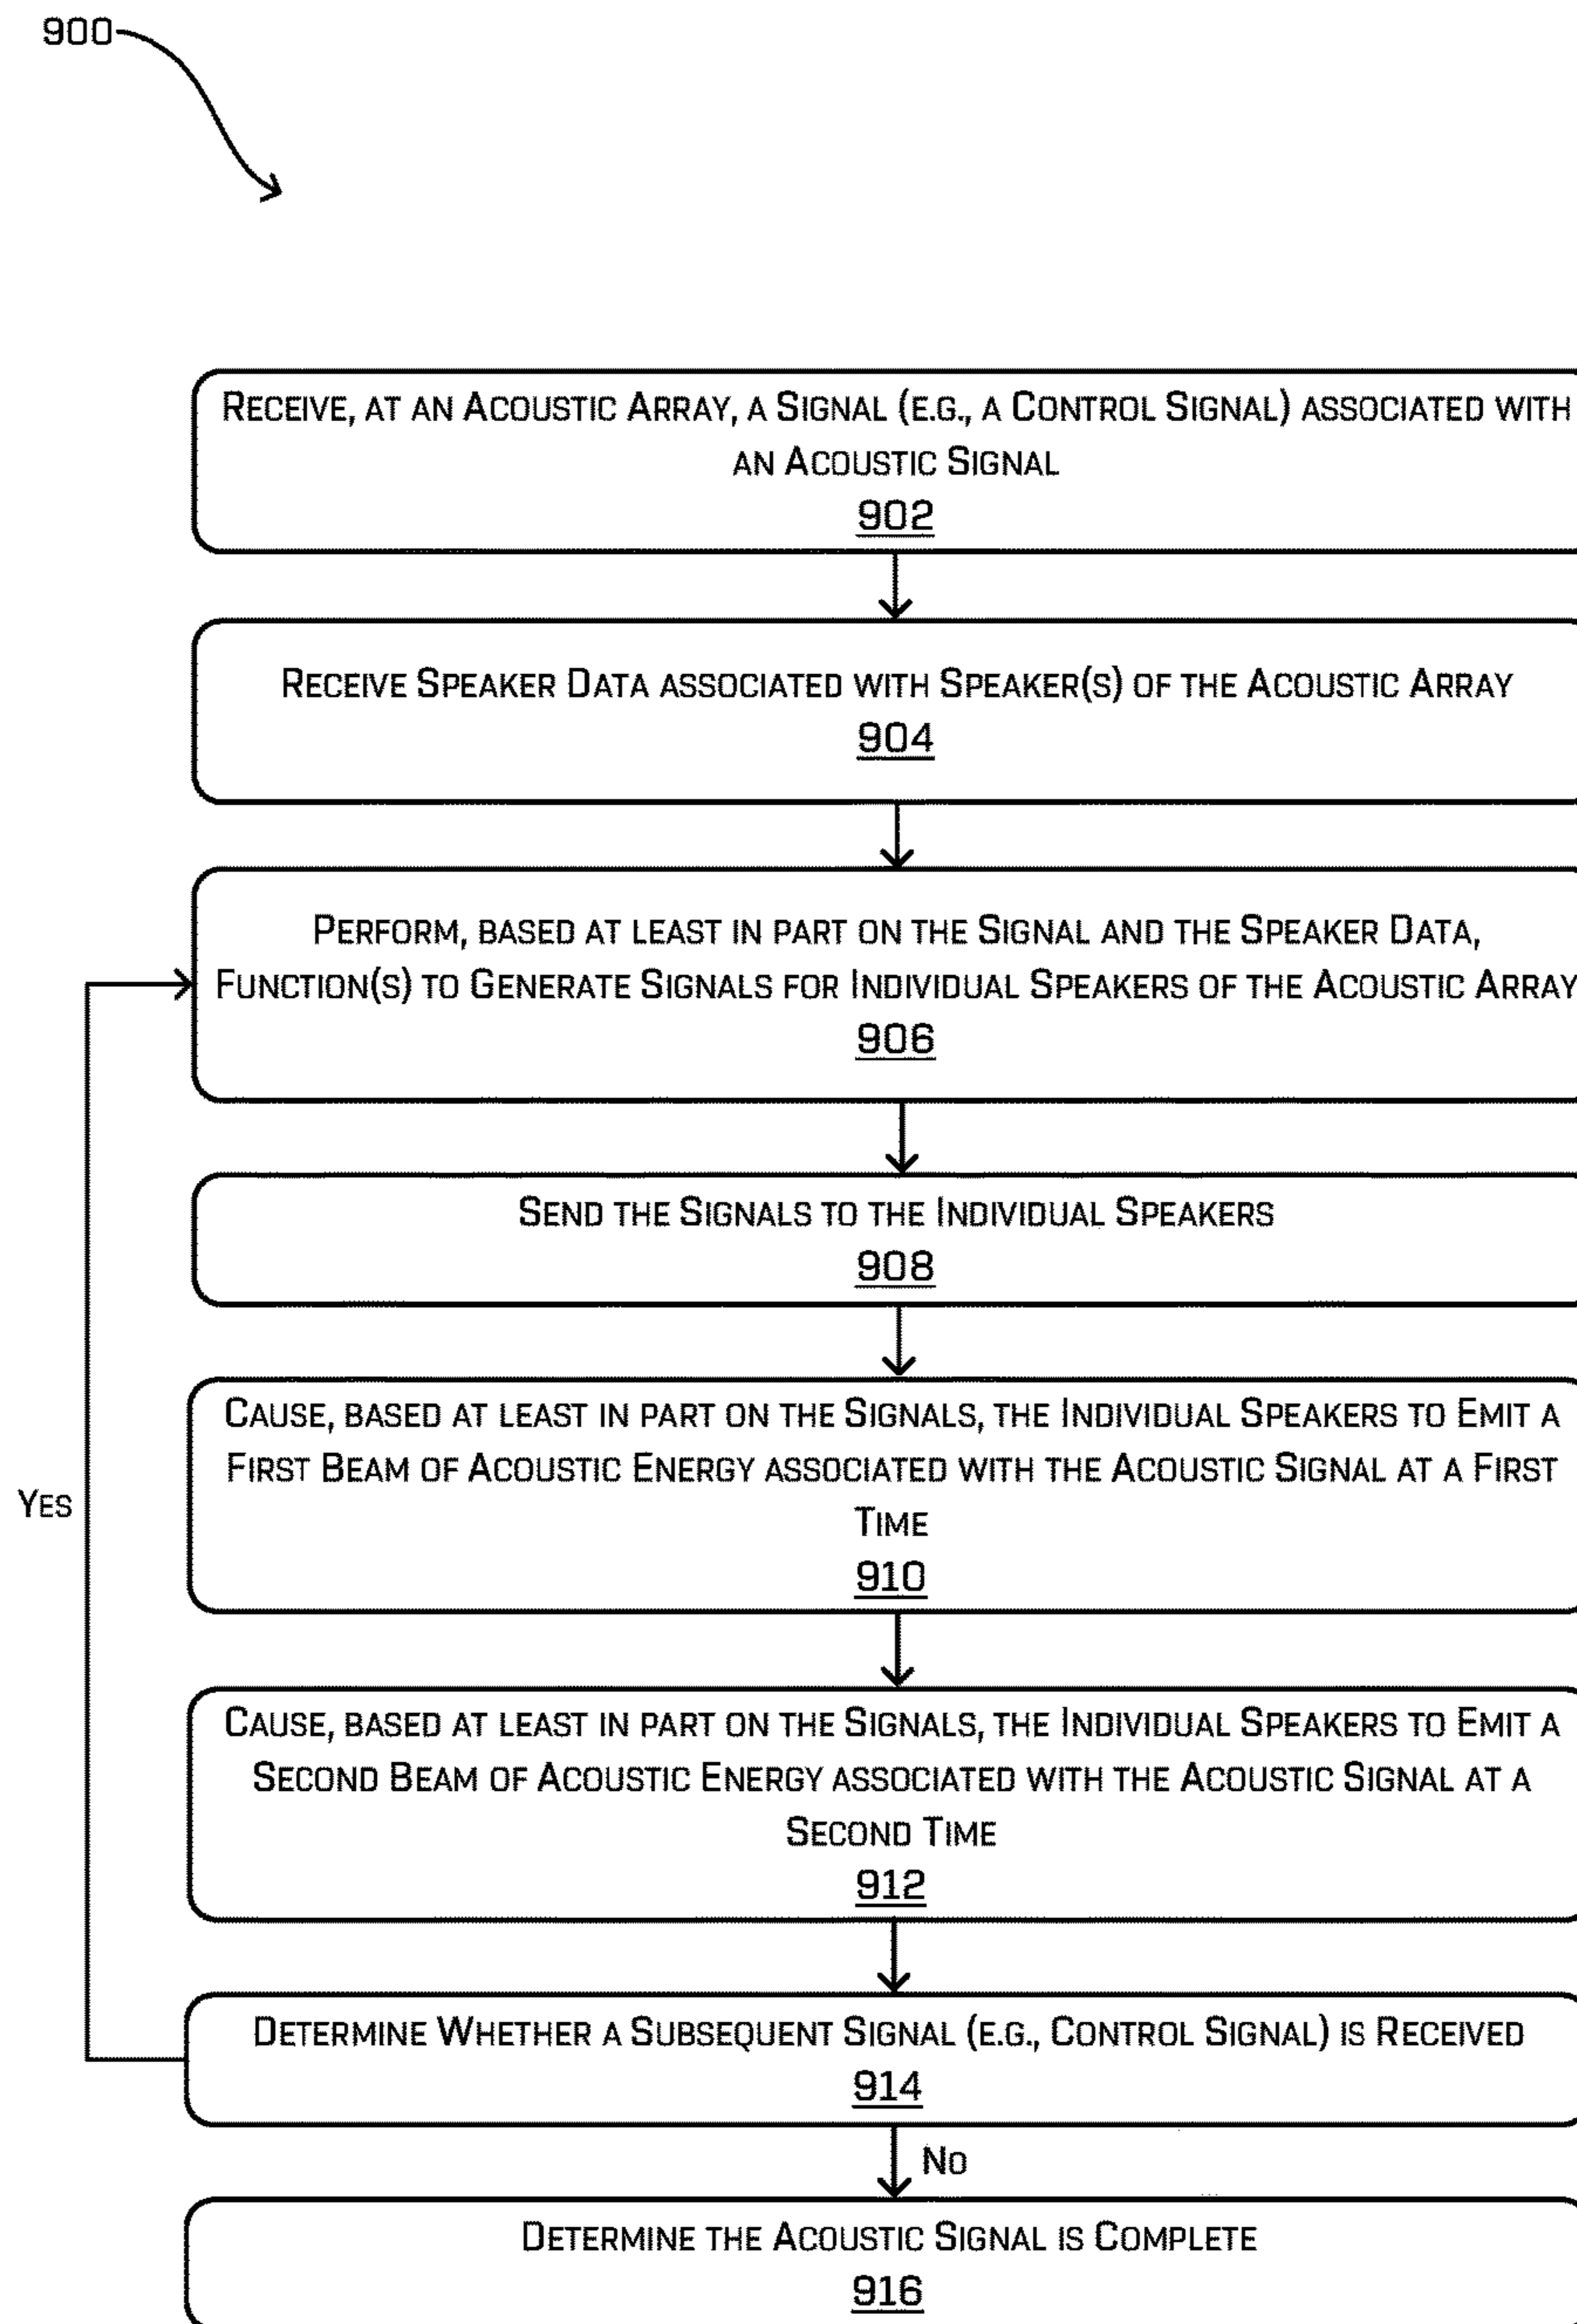 900
Receive, at an Acoustic Array, a Signal (e.g., a Control Signal) associated with
an Acoustic Signal
902
Receive Speaker Data associated with Speaker(s) of the Acoustic Array
904
Perform, based at least in part on the Signal and the Speaker Data,
Function(s) to Generate Signals for Individual Speakers of the Acoustic Array
906
Send the Signals to the Individual Speakers
908
Cause, based at least in part on the Signals, the Individual Speakers to Emit a
First Beam of Acoustic Energy associated with the Acoustic Signal at a First
Time
910
Yes
Cause, based at least in part on the Signals, the Individual Speakers to Emit a
Second Beam of Acoustic Energy associated with the Acoustic Signal at a
Second Time
912
Determine Whether a Subsequent Signal (e.g., Control Signal) is Received
914
No
Determine the Acoustic Signal is Complete
916